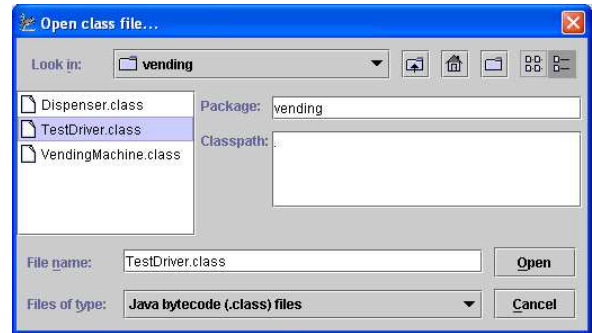 Open class file...
Look in:
vending
Dispenser.class
TestDriver.class
VendingMachine.class
Package:
vending
Classpath:
.
File name:
TestDriver.class
Open
Files of type:
Java bytecode (.class) files
Cancel